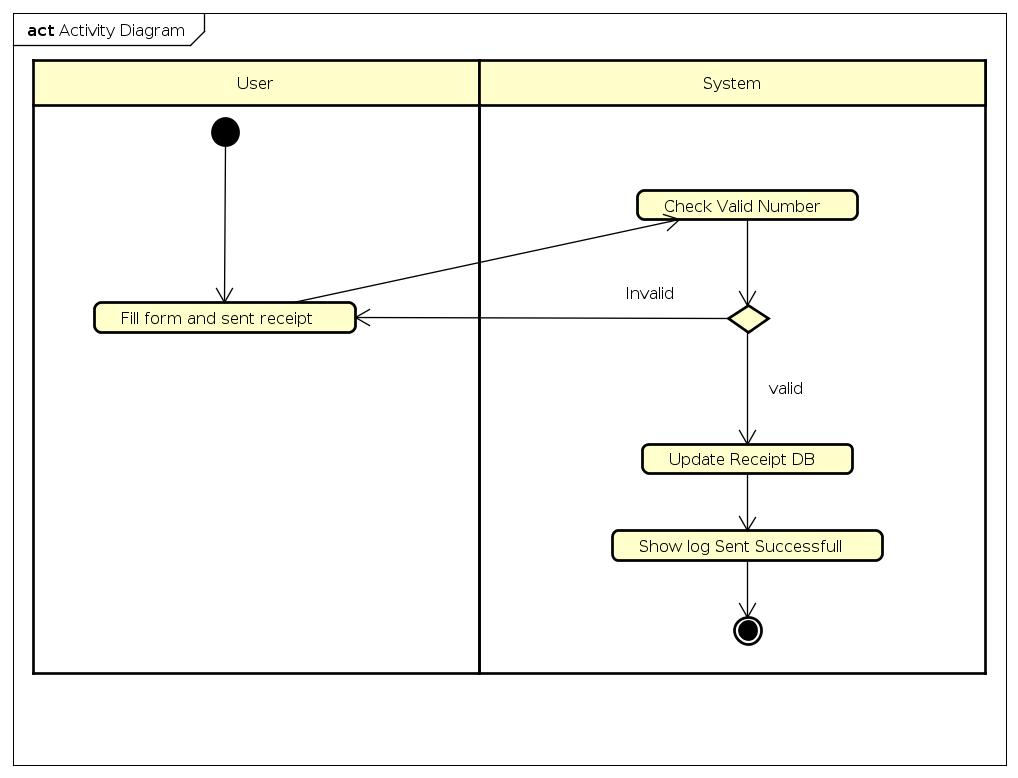 act Activity Diagram
User
System
Check Valid Number
Invalid
Fill form and sent receipt
valid
Update Receipt DB
Show log Sent Successfull